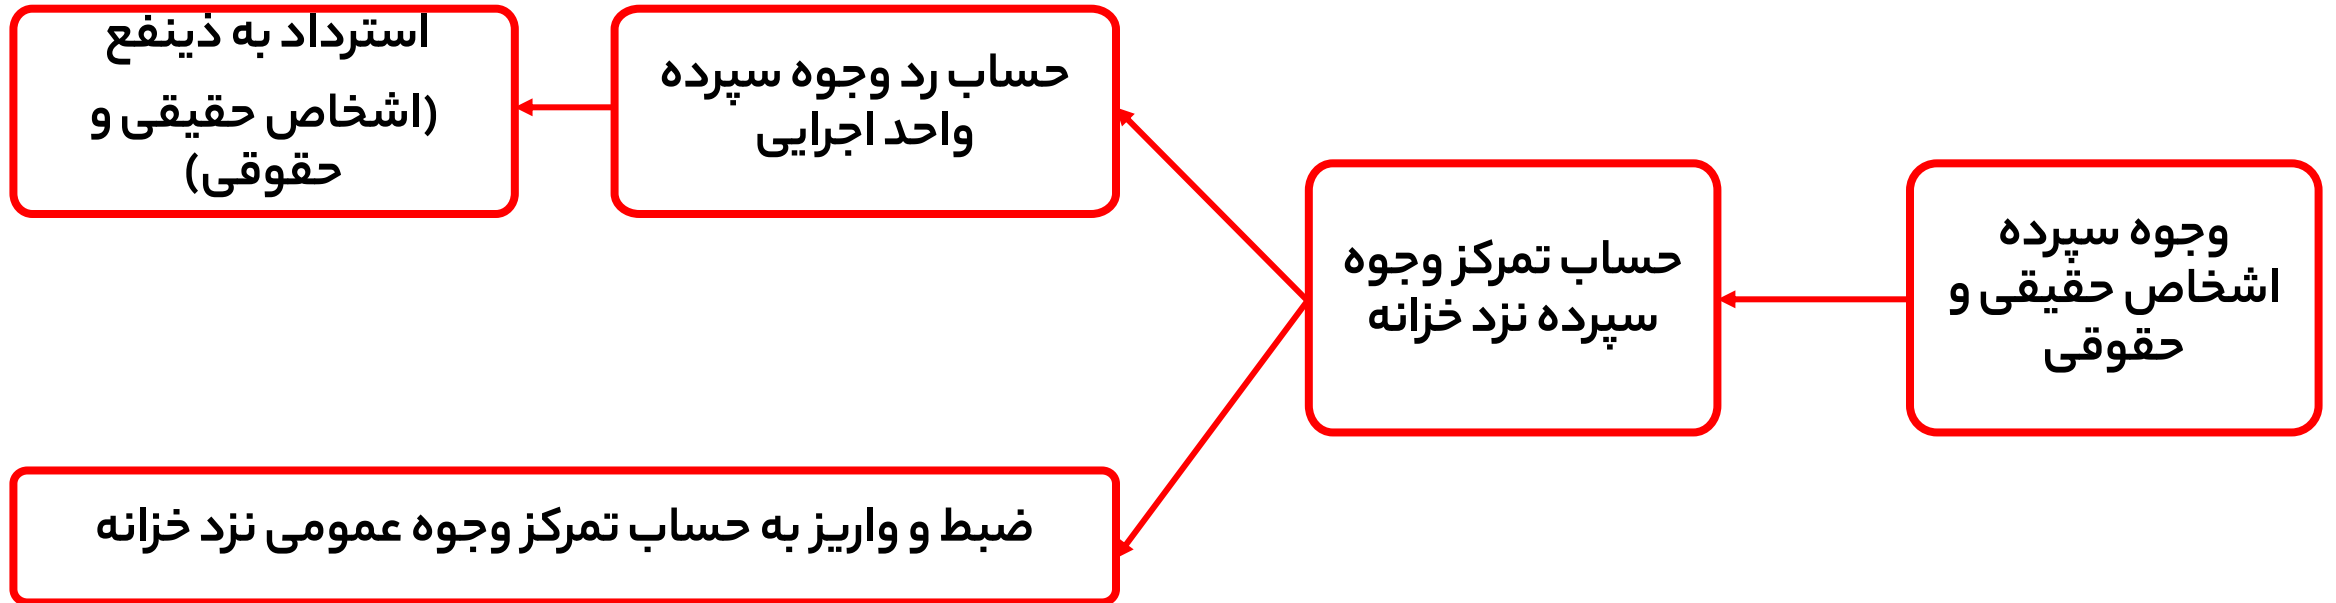 وجوه سپرده
اشخاص حقیقی و
حقوقی
حساب تمرکز وجوه
سپرده نزد خزانه
حساب رد وجوه سپرده
واحد اجرایی
استرداد به ذینفع
(اشخاص حقیقی و
حقوقی)
ضبط و واریز به حساب تمرکز وجوه عمومی نزد خزانه